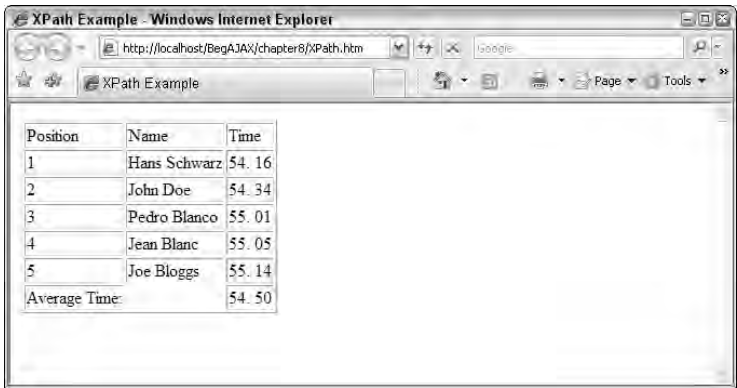 XPath Example - Windows Internet Explorer
http://localhost/BegAJAX/chapter8/XPath.htm
Google
XPath Example
Page
Tools
»
Position Name Time
1 Hans Schwarz 54. 16
2 John Doe 54. 34
3 Pedro Blanco 55. 01
4 Jean Blanc 55. 05
5 Joe Bloggs 55. 14
Average Time: 54. 50